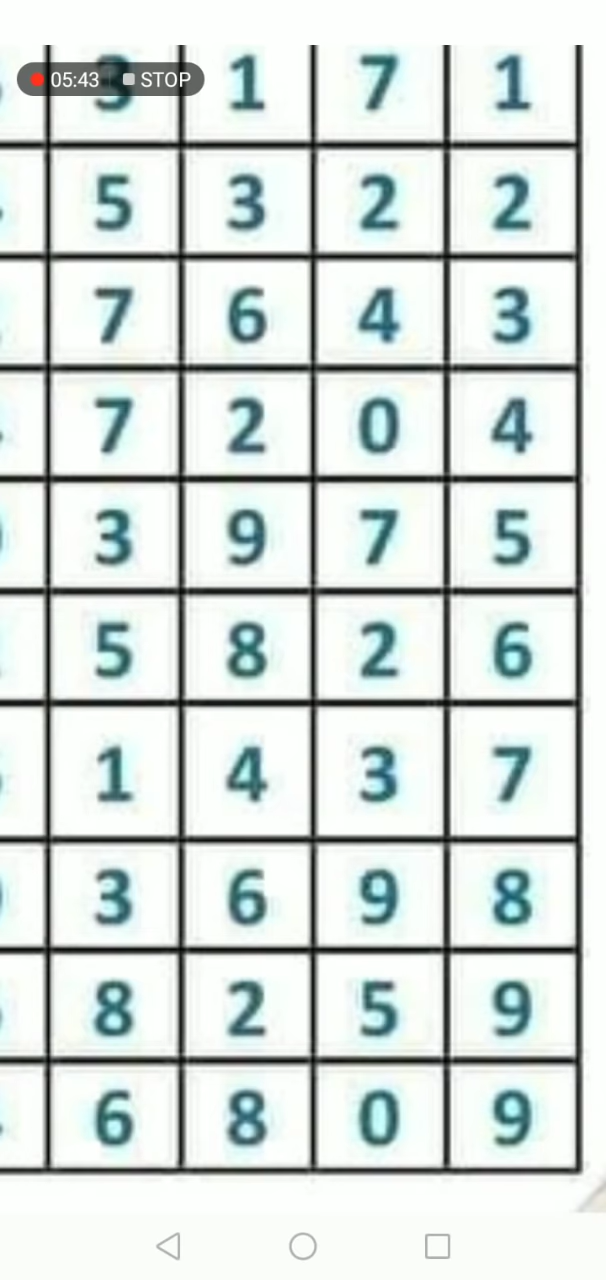 3 1 7 1
05:43 STOP
5 3 2 2
7 6 4 3
7 2 0 4
3 9 7 5
5 8 2 6
1 4 3 7
3 6 9 8
8 2 5 9
6 8 0 9